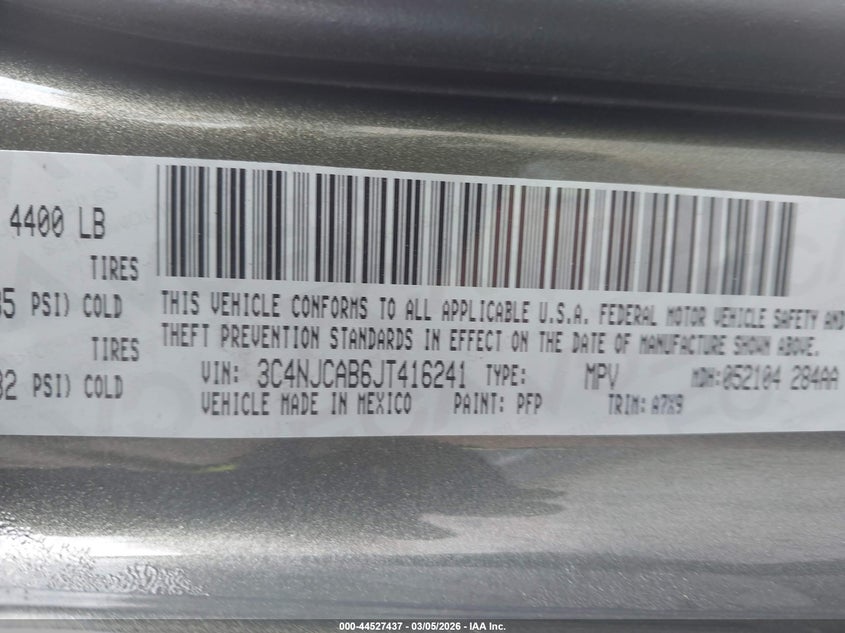 4400 LB
TIRES
35 PSI) COLD
TIRES
32 PSI) COLD
THIS VEHICLE CONFORMS TO ALL APPLICABLE U.S.A. FEDERAL MOTOR VEHICLE SAFETY AND
THEFT PREVENTION STANDARDS IN EFFECT ON THE DATE OF MANUFACTURE SHOWN ABOVE.
VIN: 3C4NJCAB6JT416241 TYPE: MPV MDH:052104 284AA
VEHICLE MADE IN MEXICO PAINT: PFP TRIM: A7X9
000-44527437 - 03/05/2026 - IAA Inc.